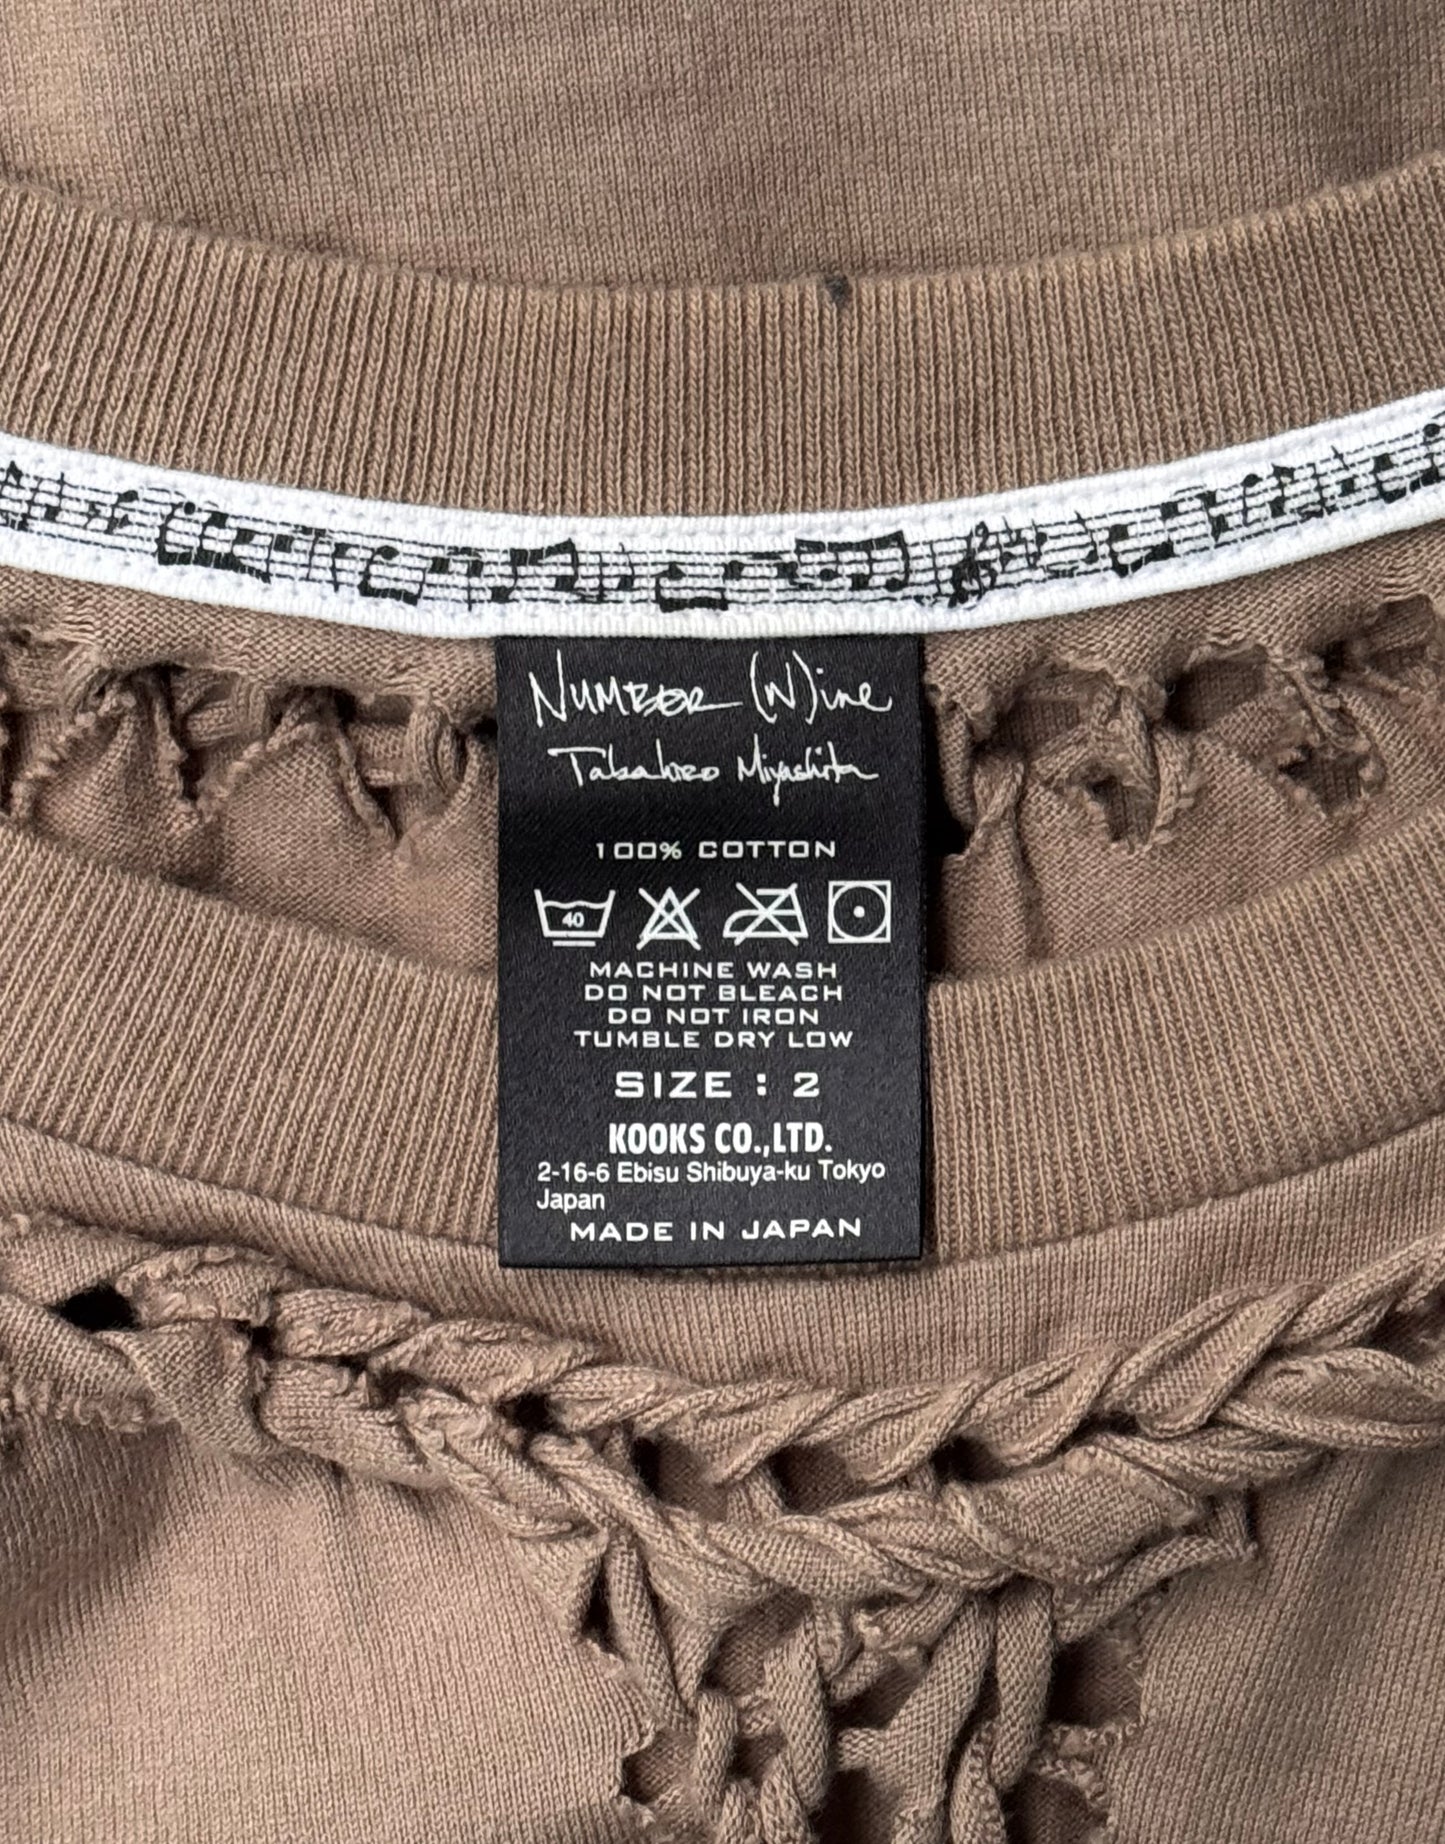 NUMBER (N)ine
Takahiro Miyashita
100% COTTON
40
MACHINE WASH
DO NOT BLEACH
DO NOT IRON
TUMBLE DRY LOW
SIZE : 2
KOOKS CO.,LTD.
2-16-6 Ebisu Shibuya-ku Tokyo
Japan
MADE IN JAPAN